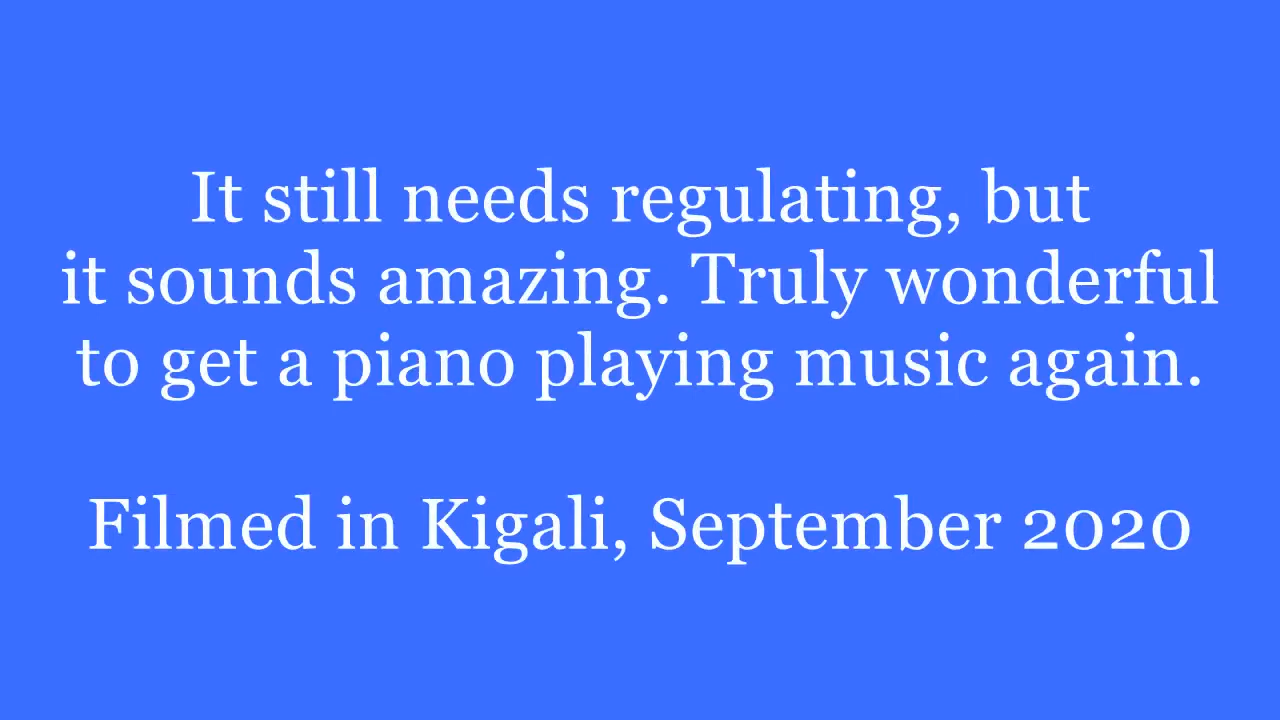 It still needs regulating, but
it sounds amazing. Truly wonderful
to get a piano playing music again.
Filmed in Kigali, September 2020